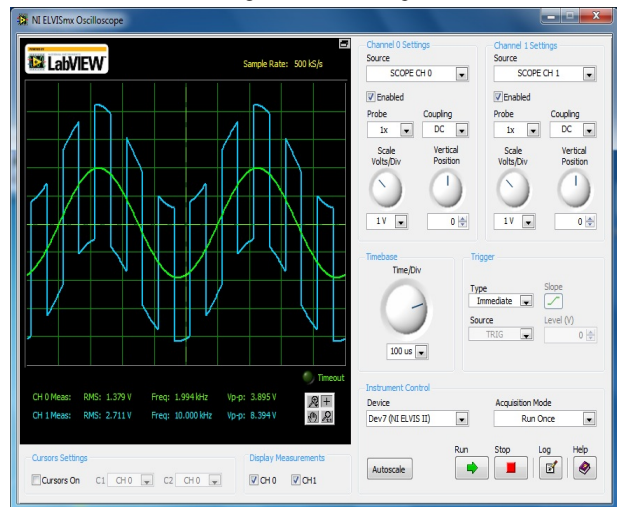 NI ELVISmx Oscilloscope
LabVIEW
Sample Rate: 500 kS/s
Timeout
CH 0 Meas: RMS: 1.379 V Freq: 1.994 kHz Vp-p: 3.895 V
CH 1 Meas: RMS: 2.711 V Freq: 10.000 kHz Vp-p: 8.394 V
Cursors Settings
Cursors On C1 CH 0 C2 CH 0
Display Measurements
CH 0 CH1
Channel 0 Settings
Source
SCOPE CH 0
Enabled
Probe Coupling
1x DC
Scale Vertical
Volts/Div Position
1 V 0
Channel 1 Settings
Source
SCOPE CH 1
Enabled
Probe Coupling
1x DC
Scale Vertical
Volts/Div Position
1 V 0
Timebase
Time/Div
100 us
Trigger
Type Slope
Immediate
Source Level (V)
TRIG 0
Instrument Control
Device Acquisition Mode
Dev7 (NI ELVIS II) Run Once
Run Stop Log Help
Autoscale